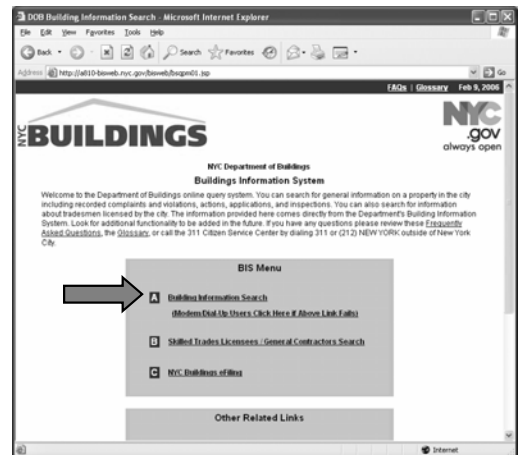 DOB Building Information Search - Microsoft Internet Explorer
File Edit View Favorites Tools Help
Back Search Favorites
Address http://a810-bisweb.nyc.gov/bisweb/bsqpm01.jsp Go
FAQs | Glossary Feb 9, 2006
NYC BUILDINGS
NYC
.gov
always open
NYC Department of Buildings
Buildings Information System
Welcome to the Department of Buildings online query system. You can search for general information on a property in the city
including recorded complaints and violations, actions, applications, and inspections. You can also search for information
about tradesmen licensed by the city. The information provided here comes directly from the Department's Building Information
System. Look for additional functionality to be added in the future. If you have any questions please review these Frequently
Asked Questions, the Glossary, or call the 311 Citizen Service Center by dialing 311 or (212) NEW YORK outside of New York
City.
BIS Menu
A Building Information Search
(Modem Dial-Up Users Click Here if Above Link Fails)
B Skilled Trades Licensees / General Contractors Search
C NYC Buildings eFiling
Other Related Links
Internet